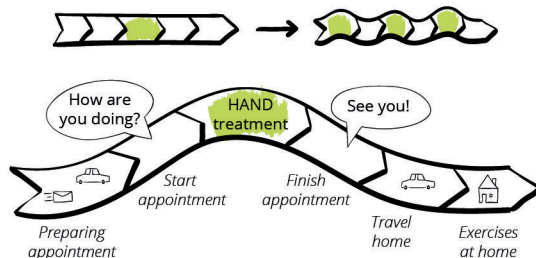 How are
you doing?
HAND
treatment
See you!
Start
appointment
Finish
appointment
Preparing
appointment
Travel
home
Exercises
at home